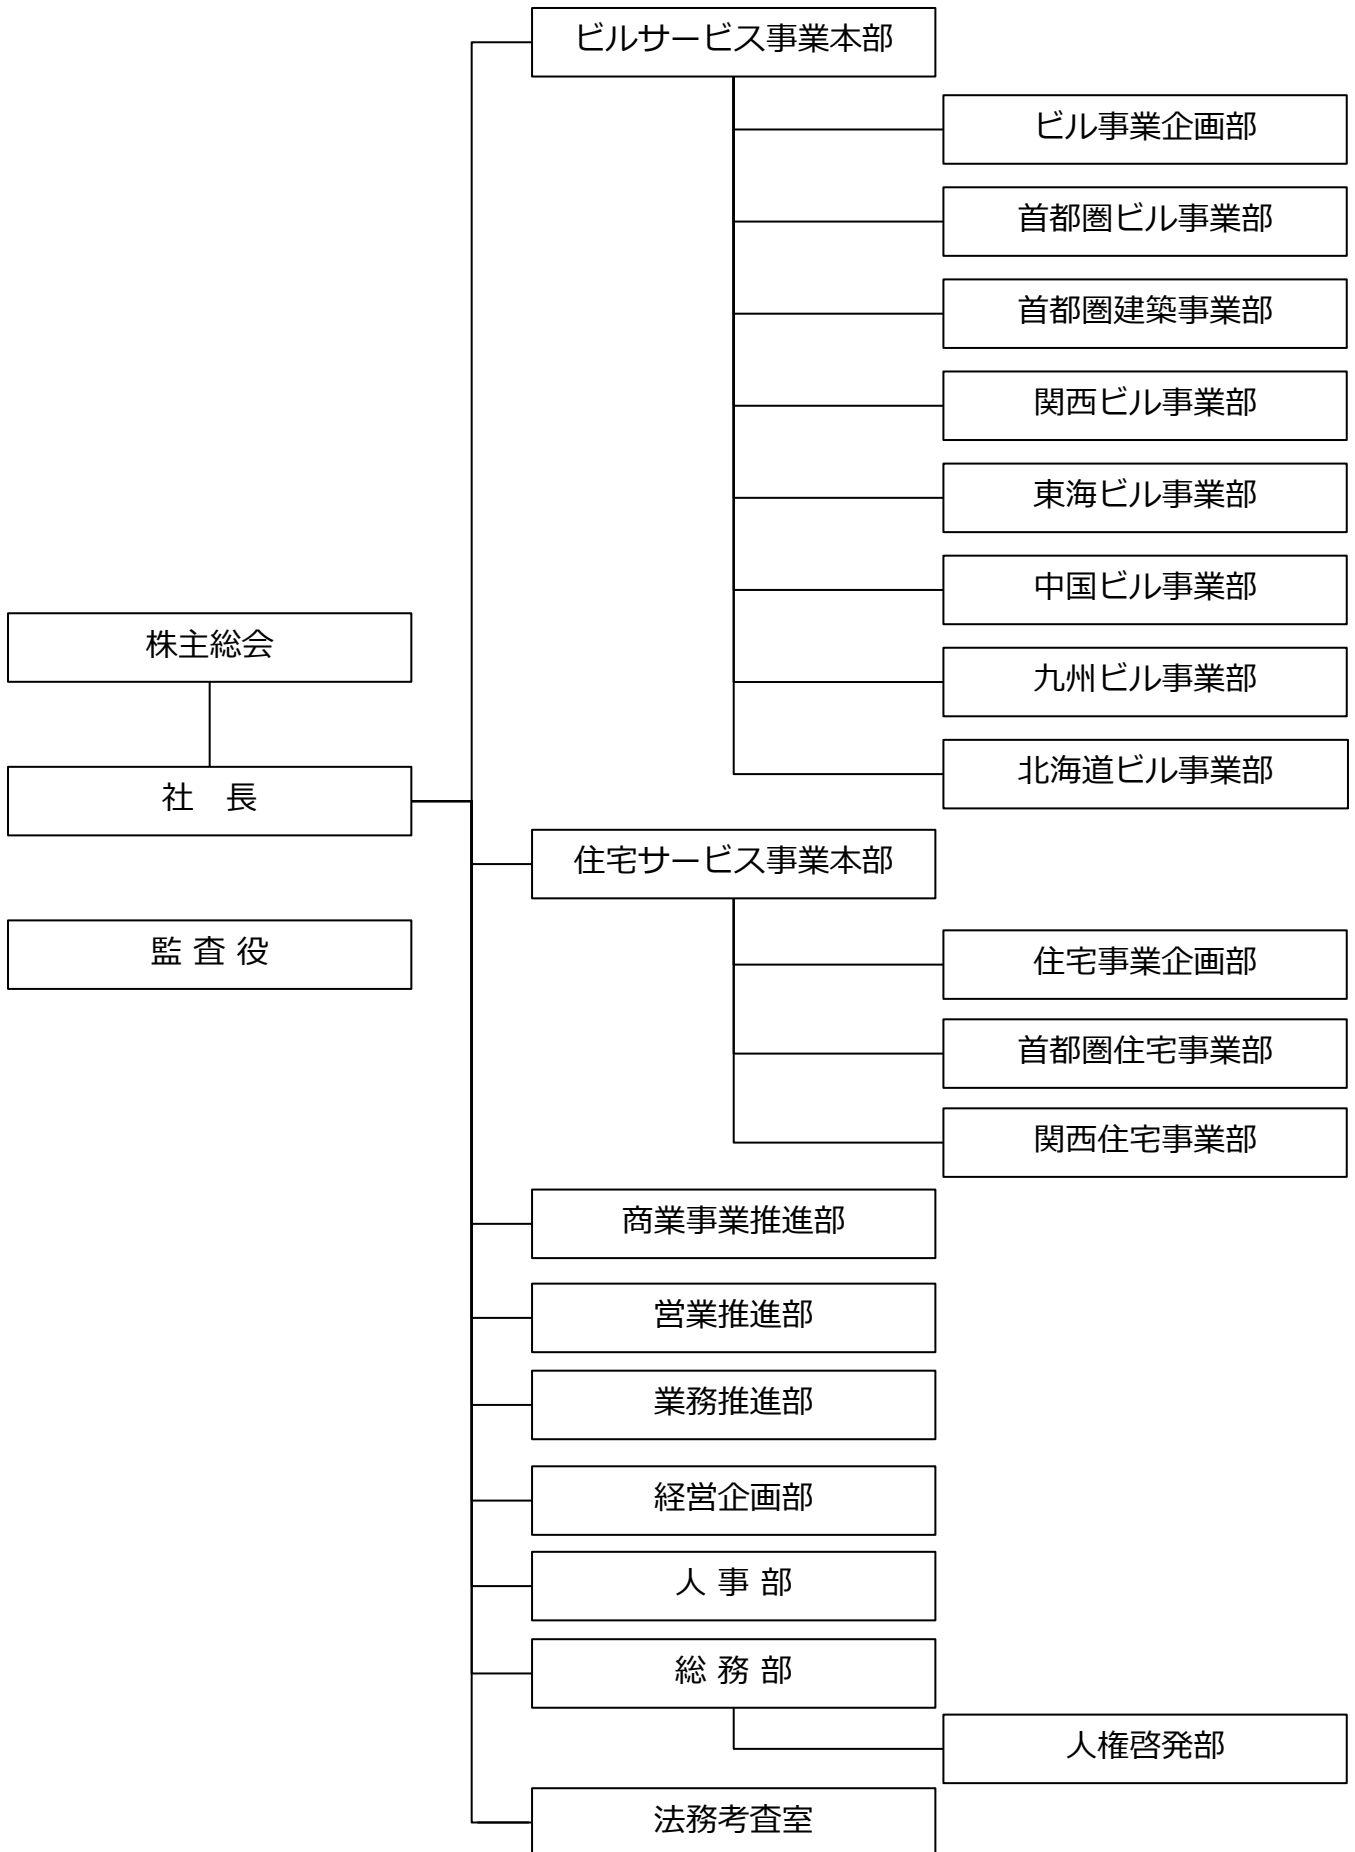 ビルサービス事業本部
ビル事業企画部
首都圏ビル事業部
首都圏建築事業部
関西ビル事業部
東海ビル事業部
中国ビル事業部
株主総会
九州ビル事業部
北海道ビル事業部
社　長
住宅サービス事業本部
監 査 役
住宅事業企画部
首都圏住宅事業部
関西住宅事業部
商業事業推進部
営業推進部
業務推進部
経営企画部
人 事 部
総 務 部
人権啓発部
法務考査室